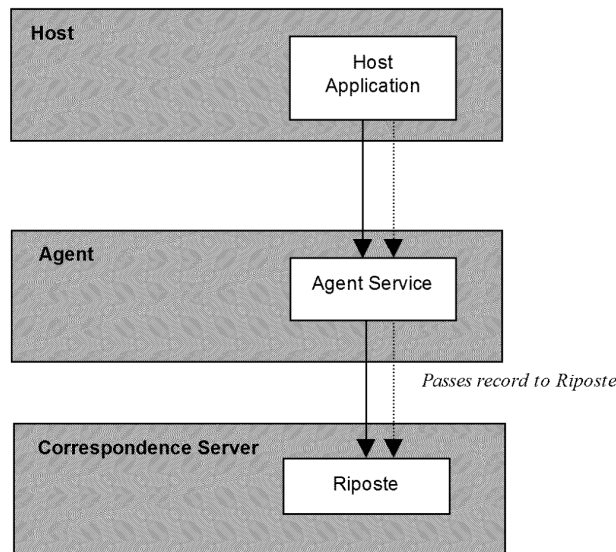 Host
Host
Application
Agent
Agent Service
Passes record to Riposte
Correspondence Server
Riposte